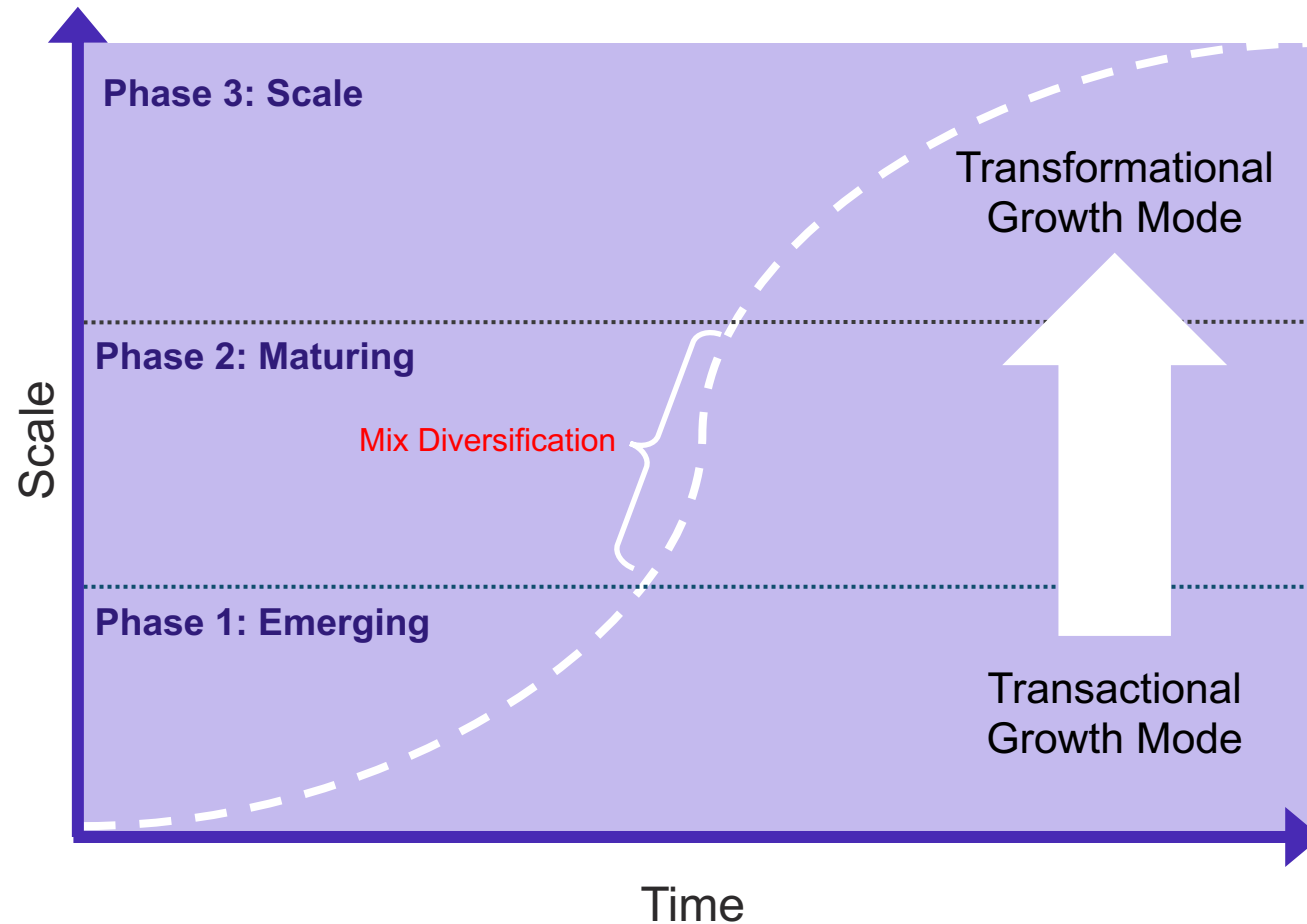 Phase 3: Scale
Transformational
Growth Mode
Phase 2: Maturing
Scale
Mix Diversification
Phase 1: Emerging
Transactional
Growth Mode
Time